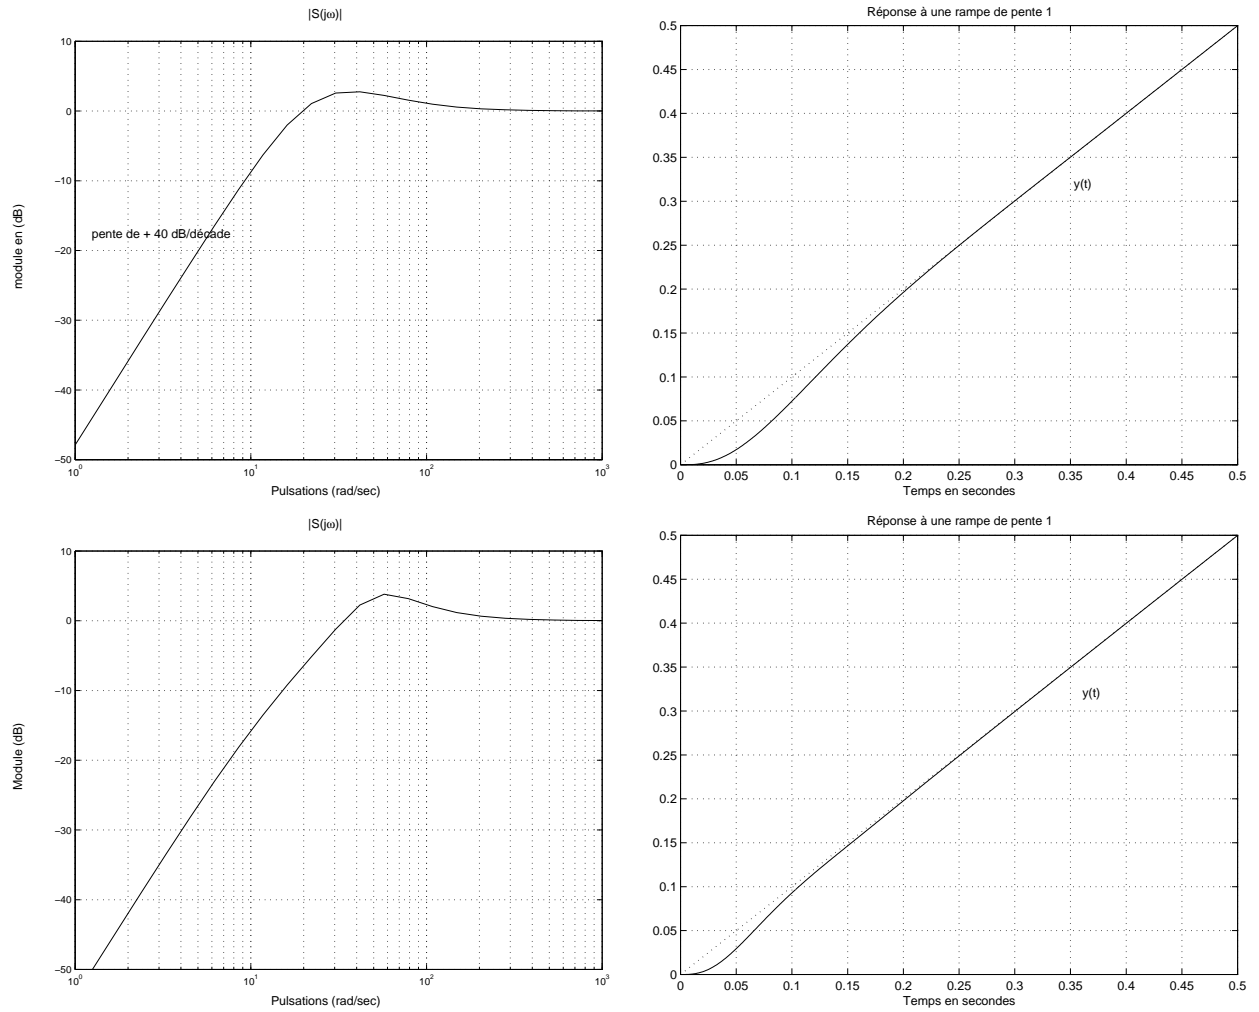 |S(jω)|
10
0
−10
−20
−30
−40
−50
module en (dB)
pente de + 40 dB/décade
10^0
10^1
10^2
10^3
Pulsations (rad/sec)
Réponse à une rampe de pente 1
0.5
0.45
0.4
0.35
0.3
0.25
0.2
0.15
0.1
0.05
0
y(t)
0 0.05 0.1 0.15 0.2 0.25 0.3 0.35 0.4 0.45 0.5
Temps en secondes
|S(jω)|
10
0
−10
−20
−30
−40
−50
Module (dB)
10^0
10^1
10^2
10^3
Pulsations (rad/sec)
Réponse à une rampe de pente 1
0.5
0.45
0.4
0.35
0.3
0.25
0.2
0.15
0.1
0.05
0
y(t)
0 0.05 0.1 0.15 0.2 0.25 0.3 0.35 0.4 0.45 0.5
Temps en secondes